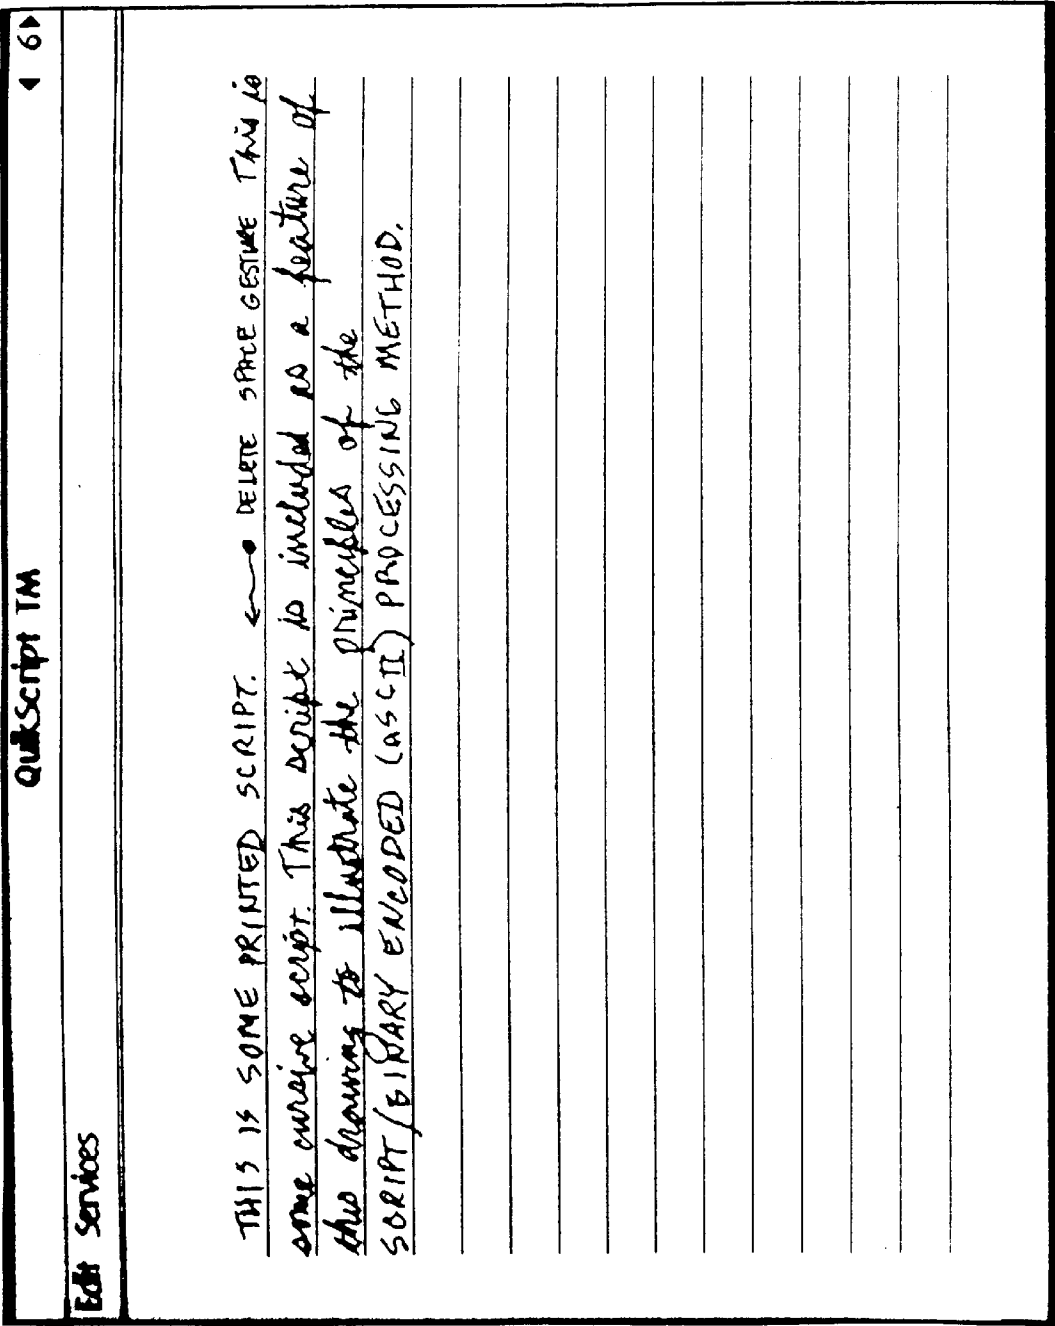 QuikScript TM
◀ 6▶
Edit Services
THIS IS SOME PRINTED SCRIPT. ←● DELETE SPACE GESTURE This is
some cursive script. This script is included as a feature of
this drawing to illustrate the principles of the
SCRIPT/BINARY ENCODED (ASCII) PROCESSING METHOD.